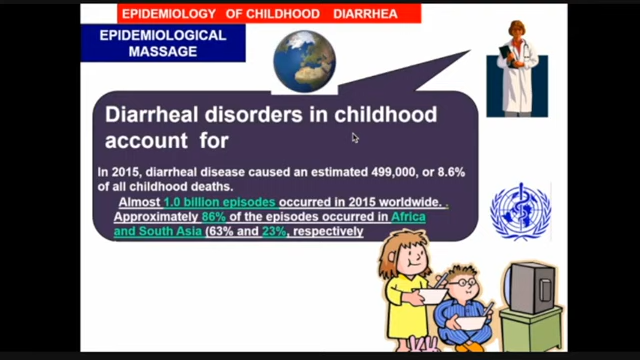 EPIDEMIOLOGY OF CHILDHOOD DIARRHEA
EPIDEMIOLOGICAL
MASSAGE
Diarrheal disorders in childhood
account for
In 2015, diarrheal disease caused an estimated 499,000, or 8.6%
of all childhood deaths.
Almost 1.0 billion episodes occurred in 2015 worldwide. .
Approximately 86% of the episodes occurred in Africa
and South Asia (63% and 23%, respectively